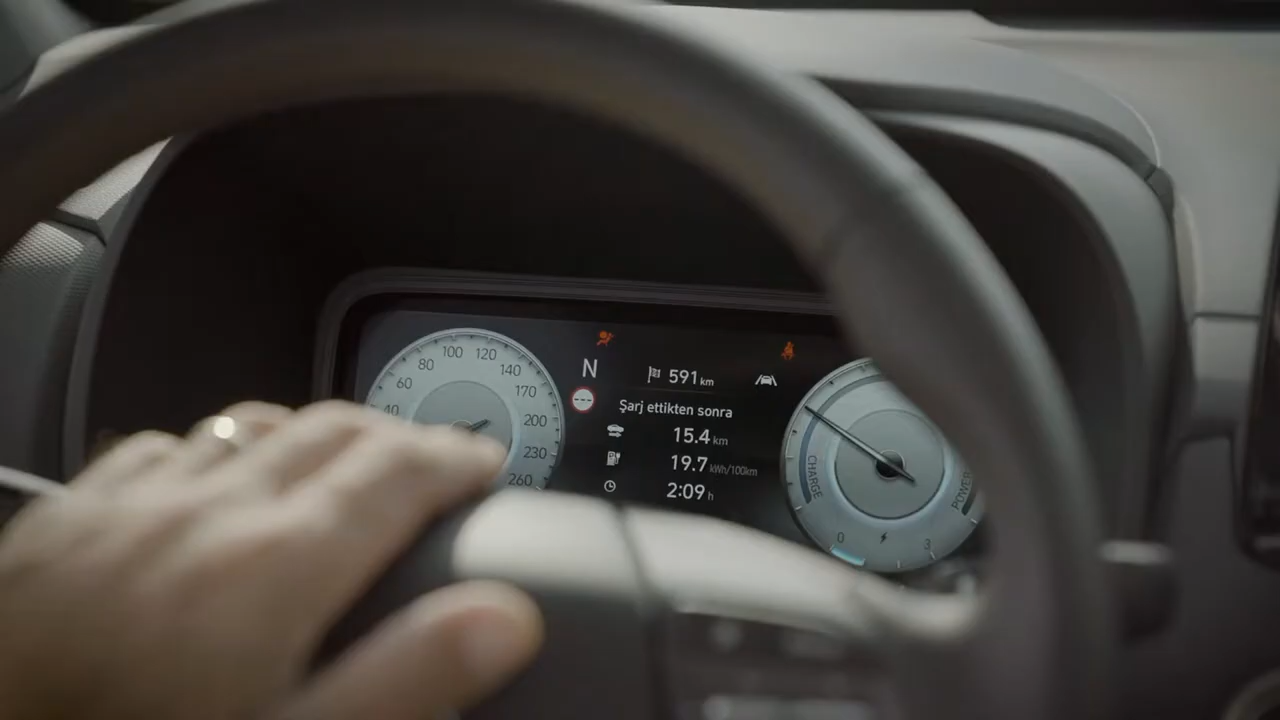 40
60
80
100
120
140
170
200
230
260
N
591 km
Şarj ettikten sonra
15.4 km
19.7 kWh/100km
2:09 h
CHARGE
POWER
0
3